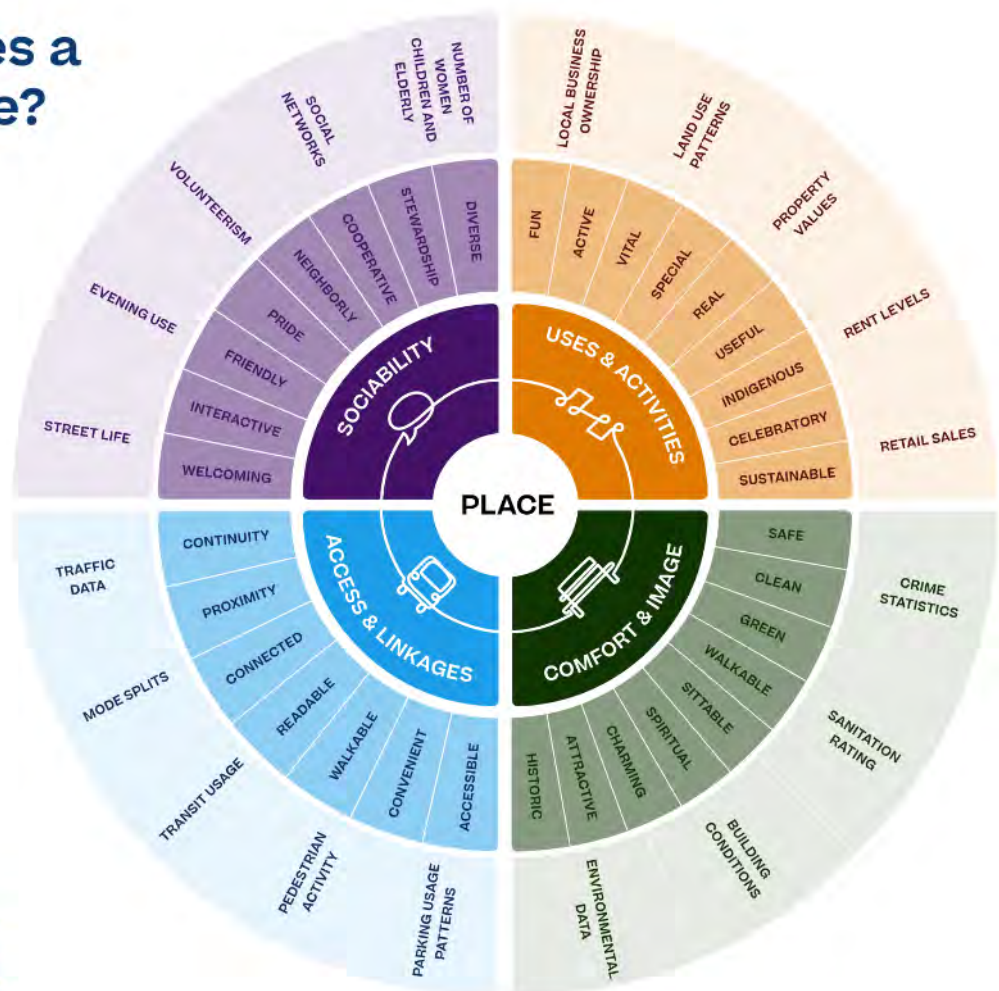 es a
e?
NUMBER OF
WOMEN
CHILDREN AND
ELDERLY
SOCIAL
NETWORKS
VOLUNTEERISM
EVENING USE
STREET LIFE
DIVERSE
STEWARDSHIP
COOPERATIVE
NEIGHBORLY
PRIDE
FRIENDLY
INTERACTIVE
WELCOMING
SOCIABILITY
LOCAL BUSINESS
OWNERSHIP
LAND USE
PATTERNS
PROPERTY
VALUES
RENT LEVELS
RETAIL SALES
FUN
ACTIVE
VITAL
SPECIAL
REAL
USEFUL
INDIGENOUS
CELEBRATORY
SUSTAINABLE
USES & ACTIVITIES
PLACE
ACCESS & LINKAGES
CONTINUITY
PROXIMITY
CONNECTED
READABLE
WALKABLE
CONVENIENT
ACCESSIBLE
TRAFFIC
DATA
MODE SPLITS
TRANSIT USAGE
PEDESTRIAN
ACTIVITY
PARKING USAGE
PATTERNS
COMFORT & IMAGE
SAFE
CLEAN
GREEN
WALKABLE
SITTABLE
SPIRITUAL
CHARMING
ATTRACTIVE
HISTORIC
CRIME
STATISTICS
SANITATION
RATING
BUILDING
CONDITIONS
ENVIRONMENTAL
DATA